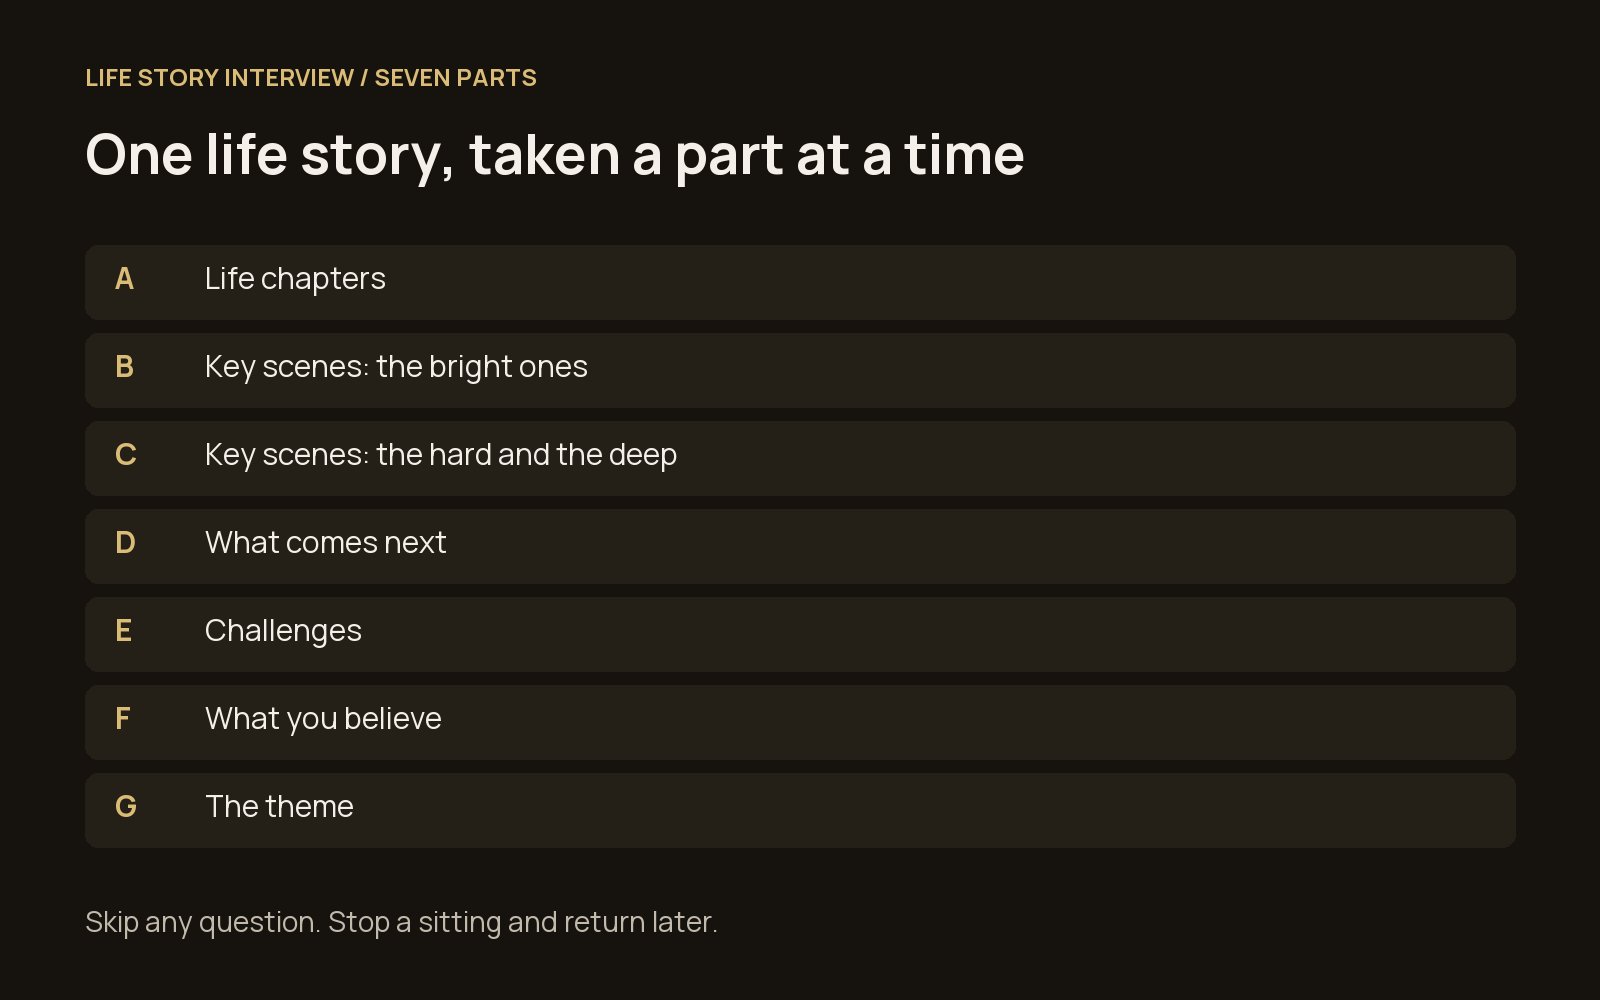 LIFE STORY INTERVIEW / SEVEN PARTS
One life story, taken a part at a time
A Life chapters
B Key scenes: the bright ones
C Key scenes: the hard and the deep
D What comes next
E Challenges
F What you believe
G The theme
Skip any question. Stop a sitting and return later.